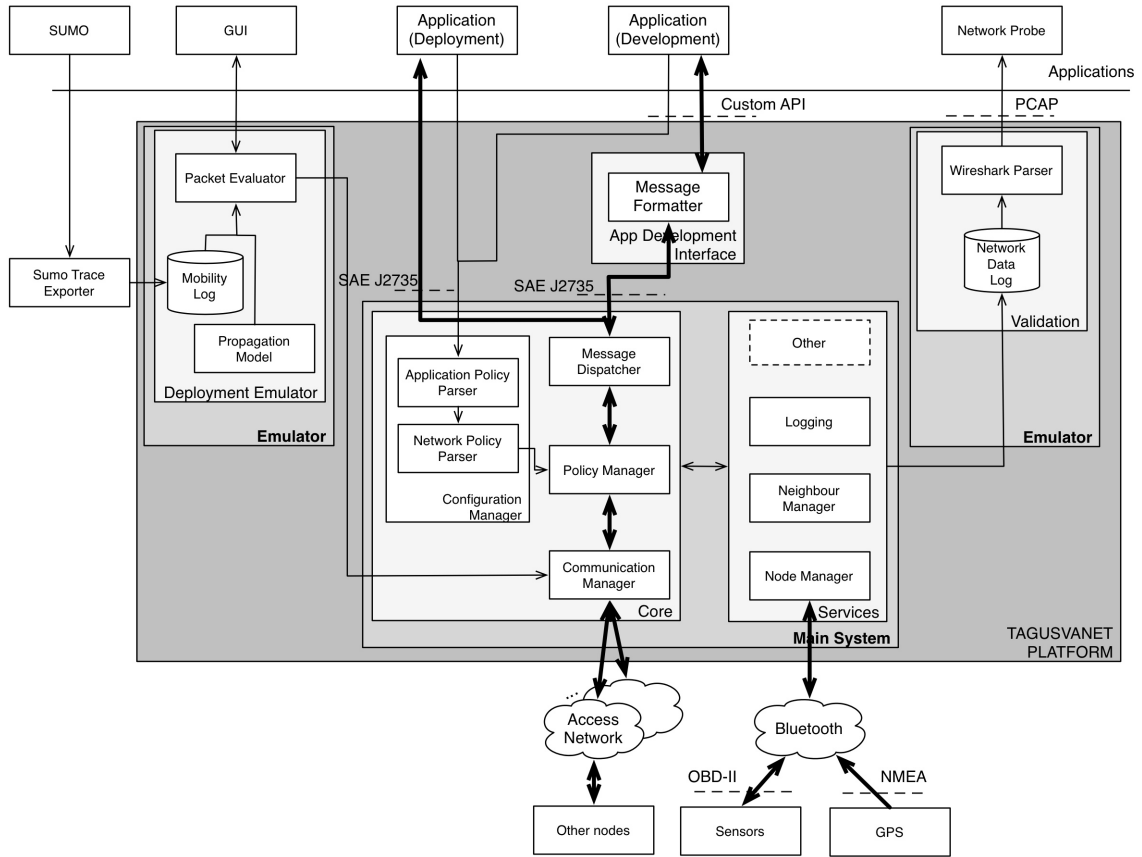 SUMO
GUI
Application
(Deployment)
Application
(Development)
Network Probe
Applications
Custom API
PCAP
Packet Evaluator
Message
Formatter
App Development
Interface
Wireshark Parser
Network
Data
Log
Validation
Emulator
Sumo Trace
Exporter
Mobility
Log
Propagation
Model
Deployment Emulator
Emulator
SAE J2735
SAE J2735
Message
Dispatcher
Application Policy
Parser
Network Policy
Parser
Configuration
Manager
Policy Manager
Communication
Manager
Core
Other
Logging
Neighbour
Manager
Node Manager
Services
Main System
TAGUSVANET
PLATFORM
...
Access
Network
Bluetooth
OBD-II
NMEA
Other nodes
Sensors
GPS